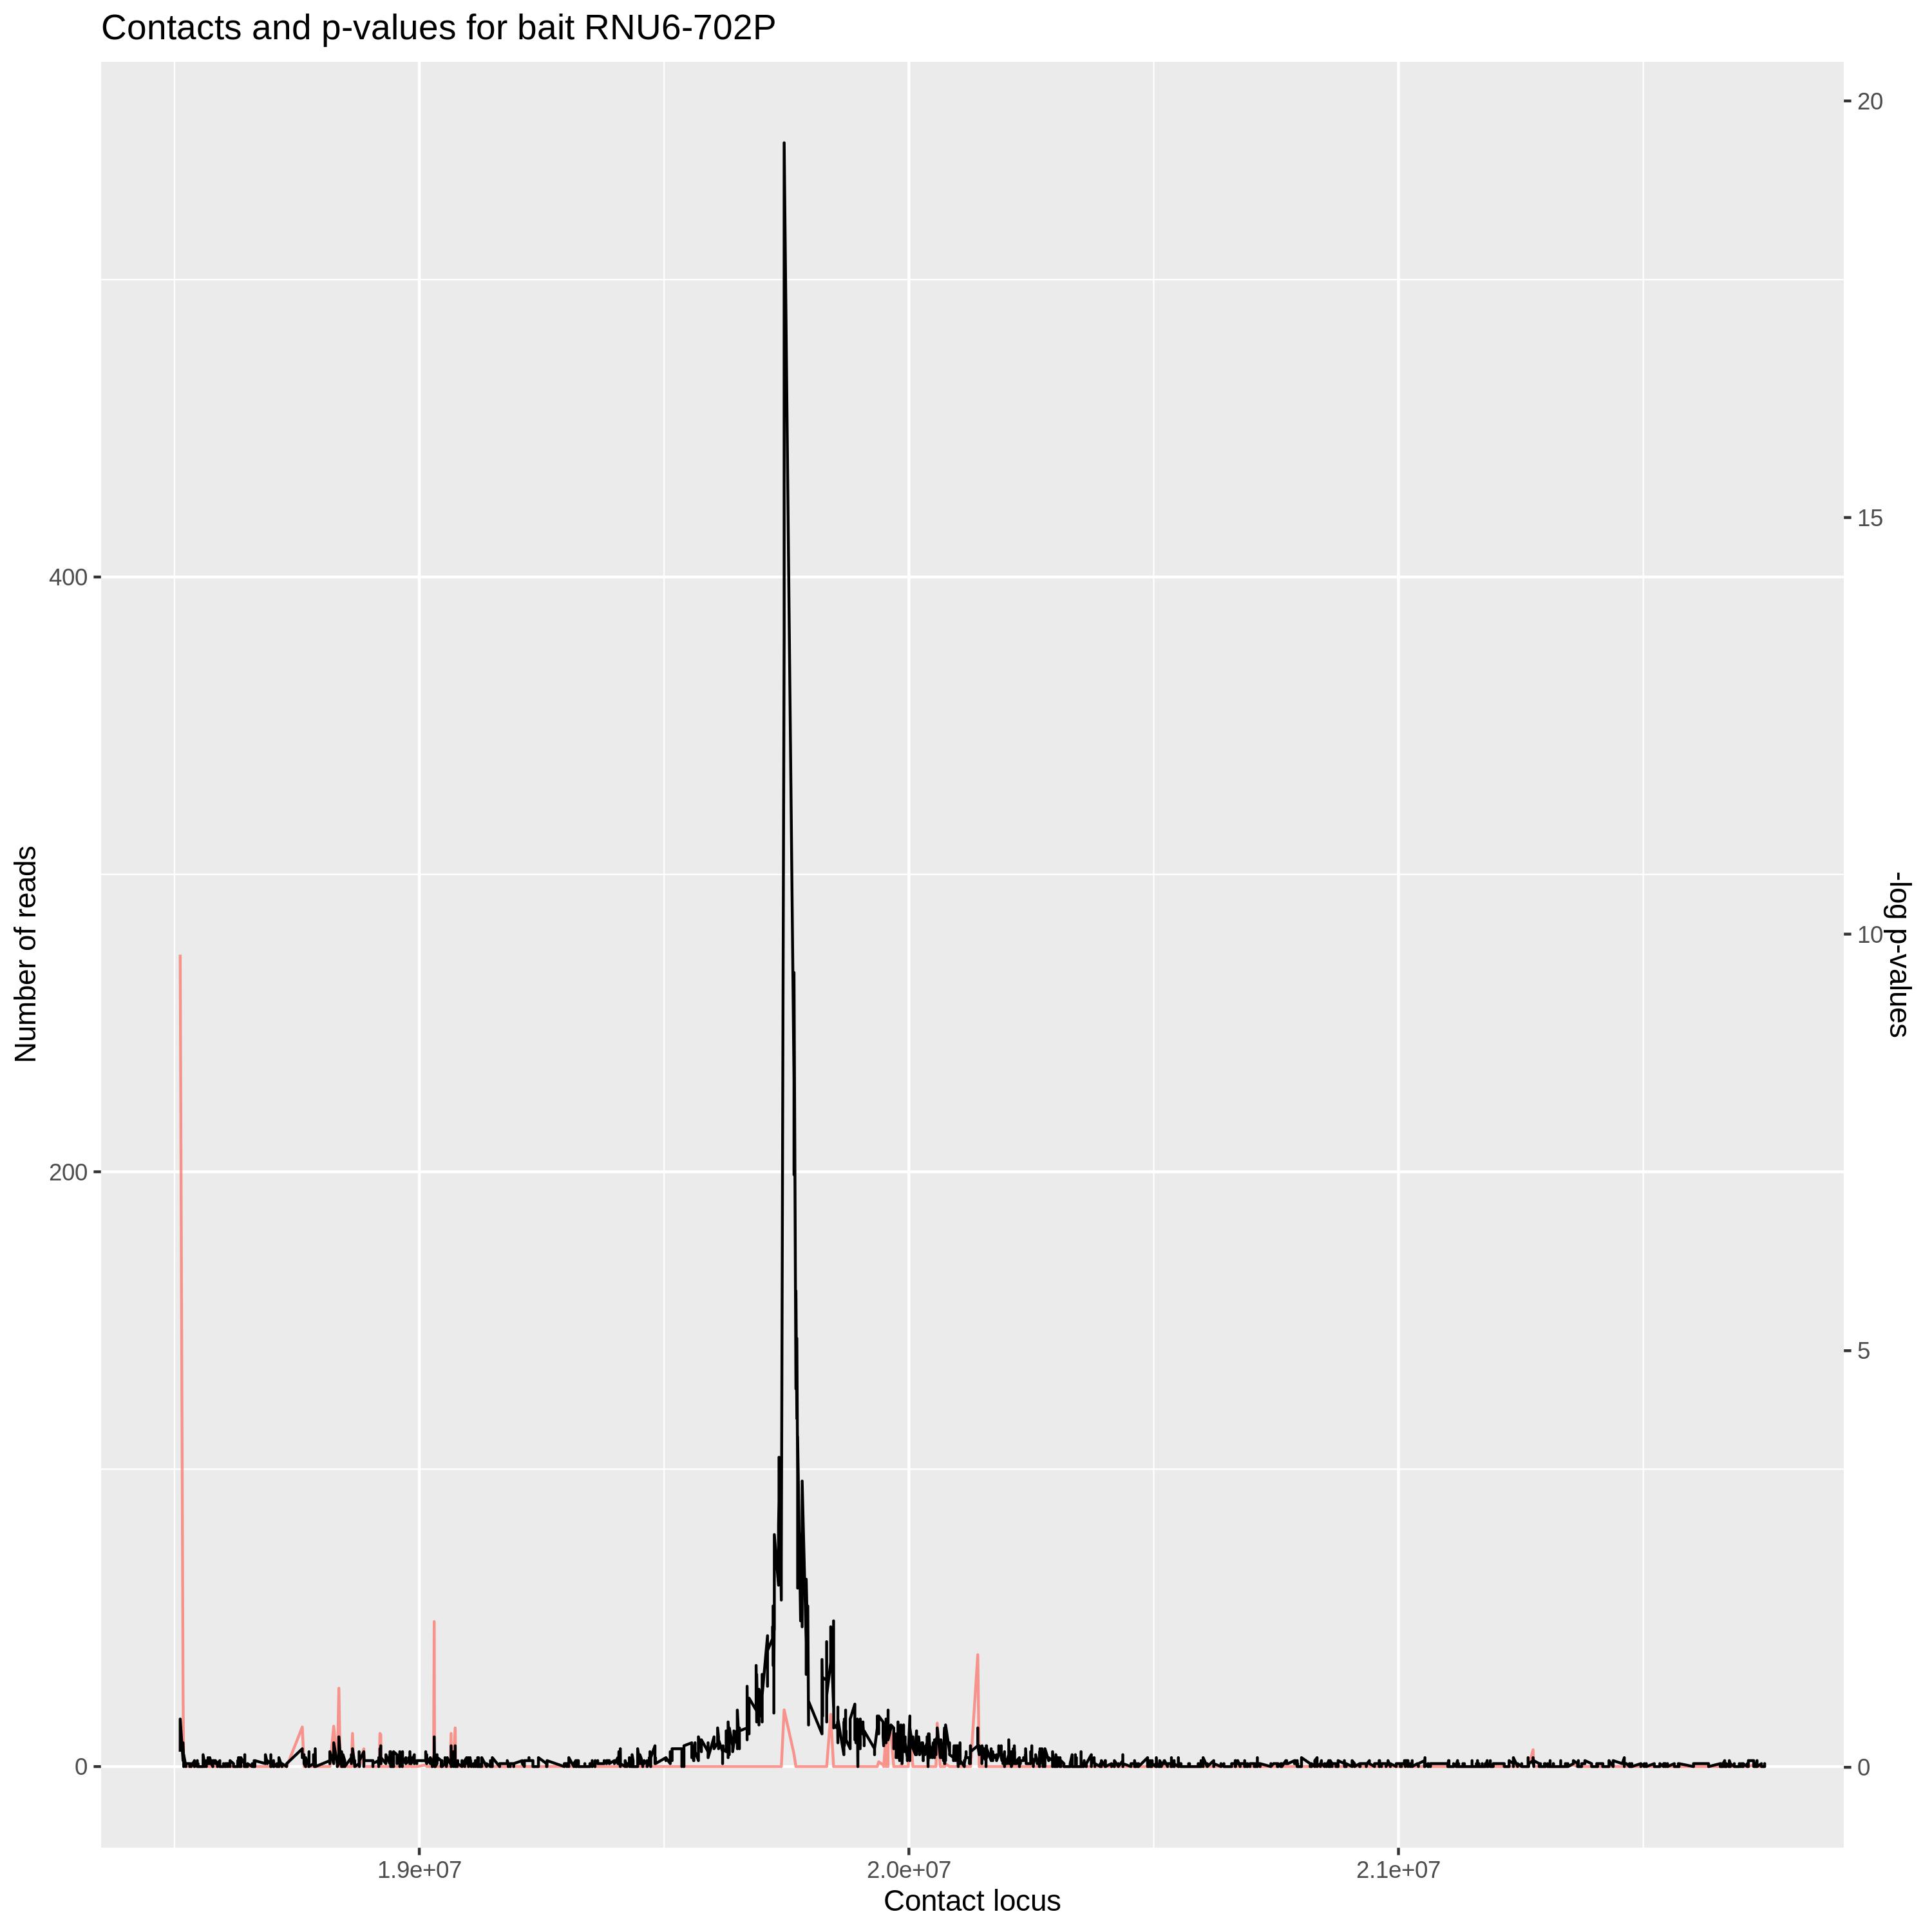 Contacts and p-values for bait RNU6-702P
20
15
400
10
Number of reads
-log p-values
200
5
0
0
1.9e+07
2.0e+07
2.1e+07
Contact locus